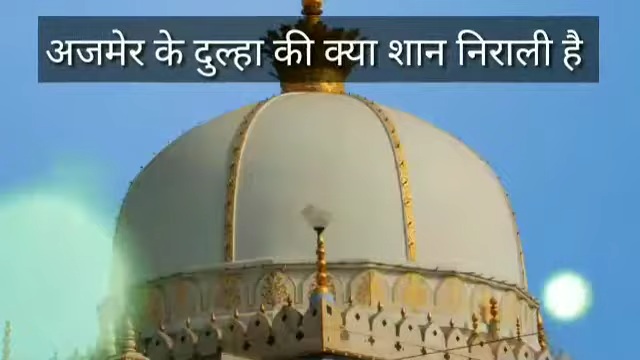 अजमेर के दुल्हा की क्या शान निराली है